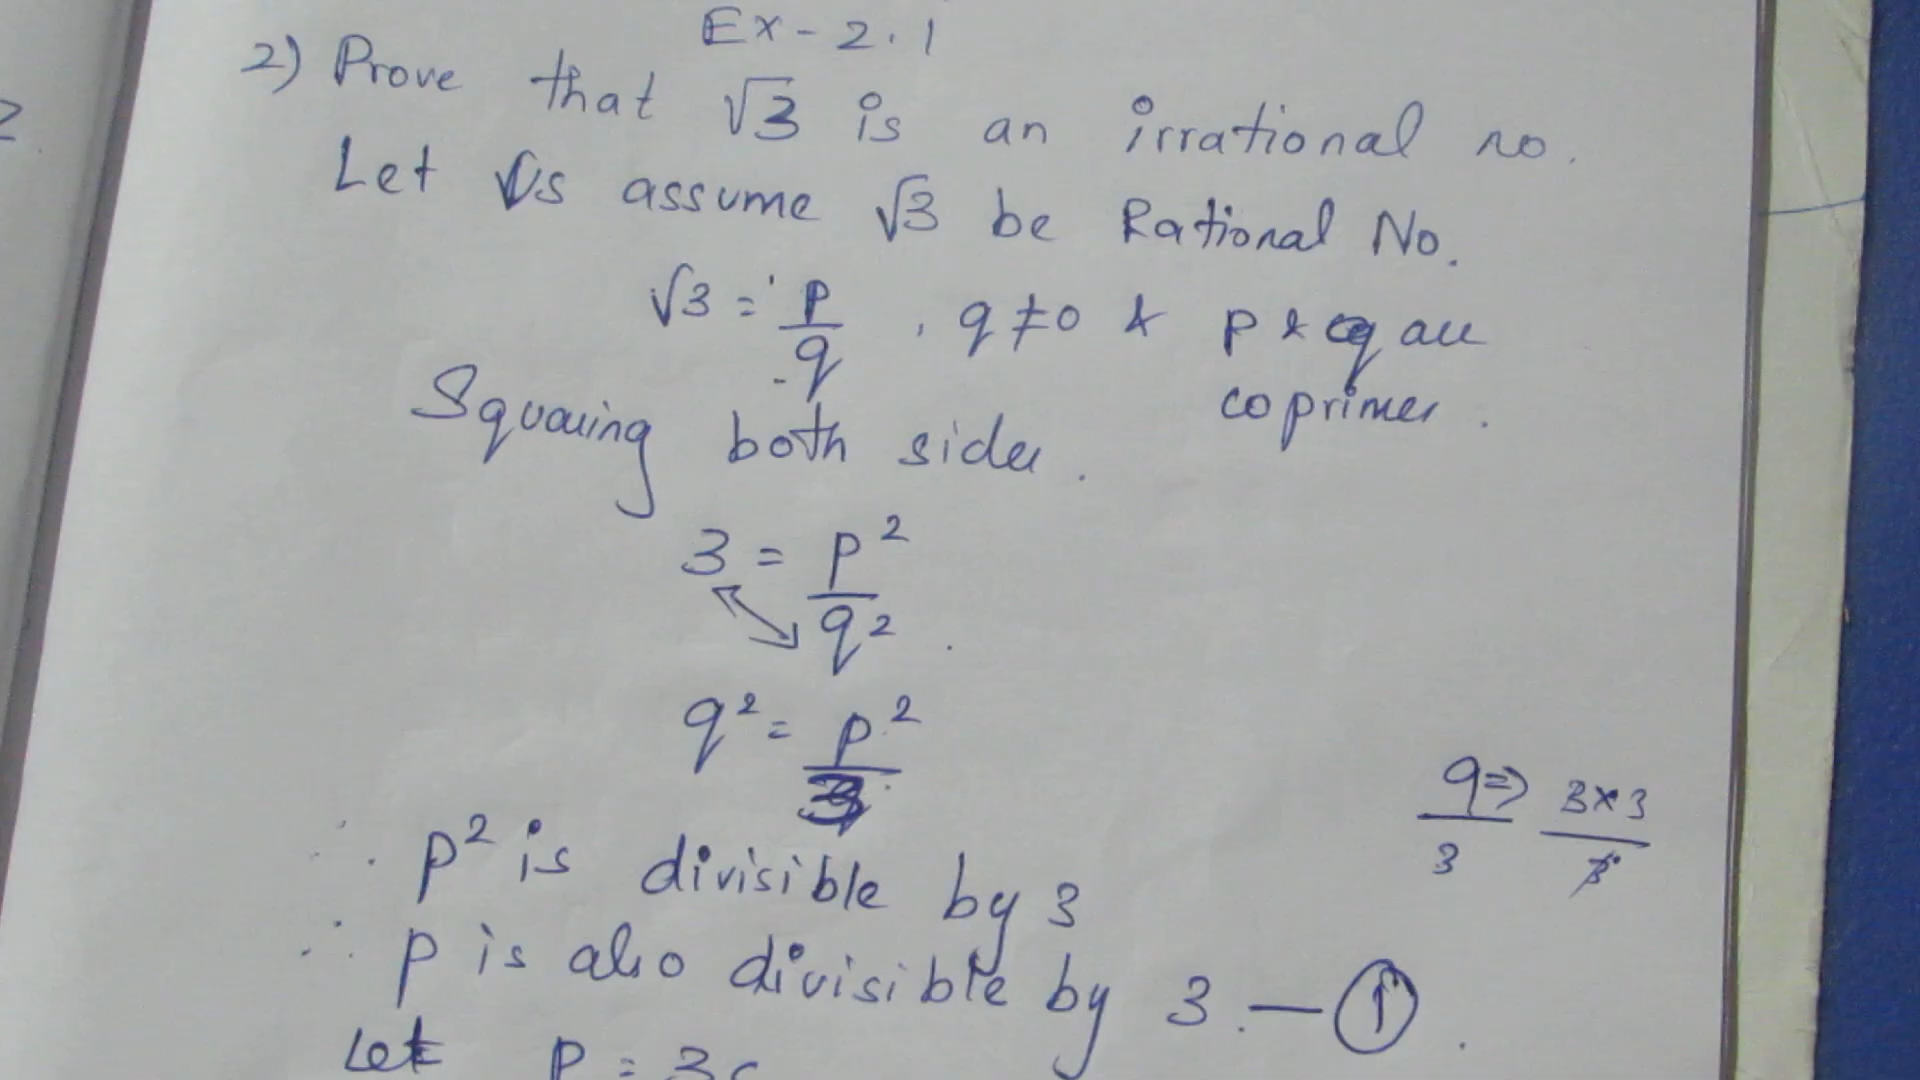 Ex - 2.1
2) Prove that √3 is an irrational no.
Let Us assume √3 be Rational No.
√3 = p/q , q ≠ 0 & p & q are
coprimes.
Squaring both sides.
3 = p²/q²
q² = p²/3
9/3 ⇒ 3×3/3
∴ p² is divisible by 3
∴ p is also divisible by 3. — ①
Let p = 3